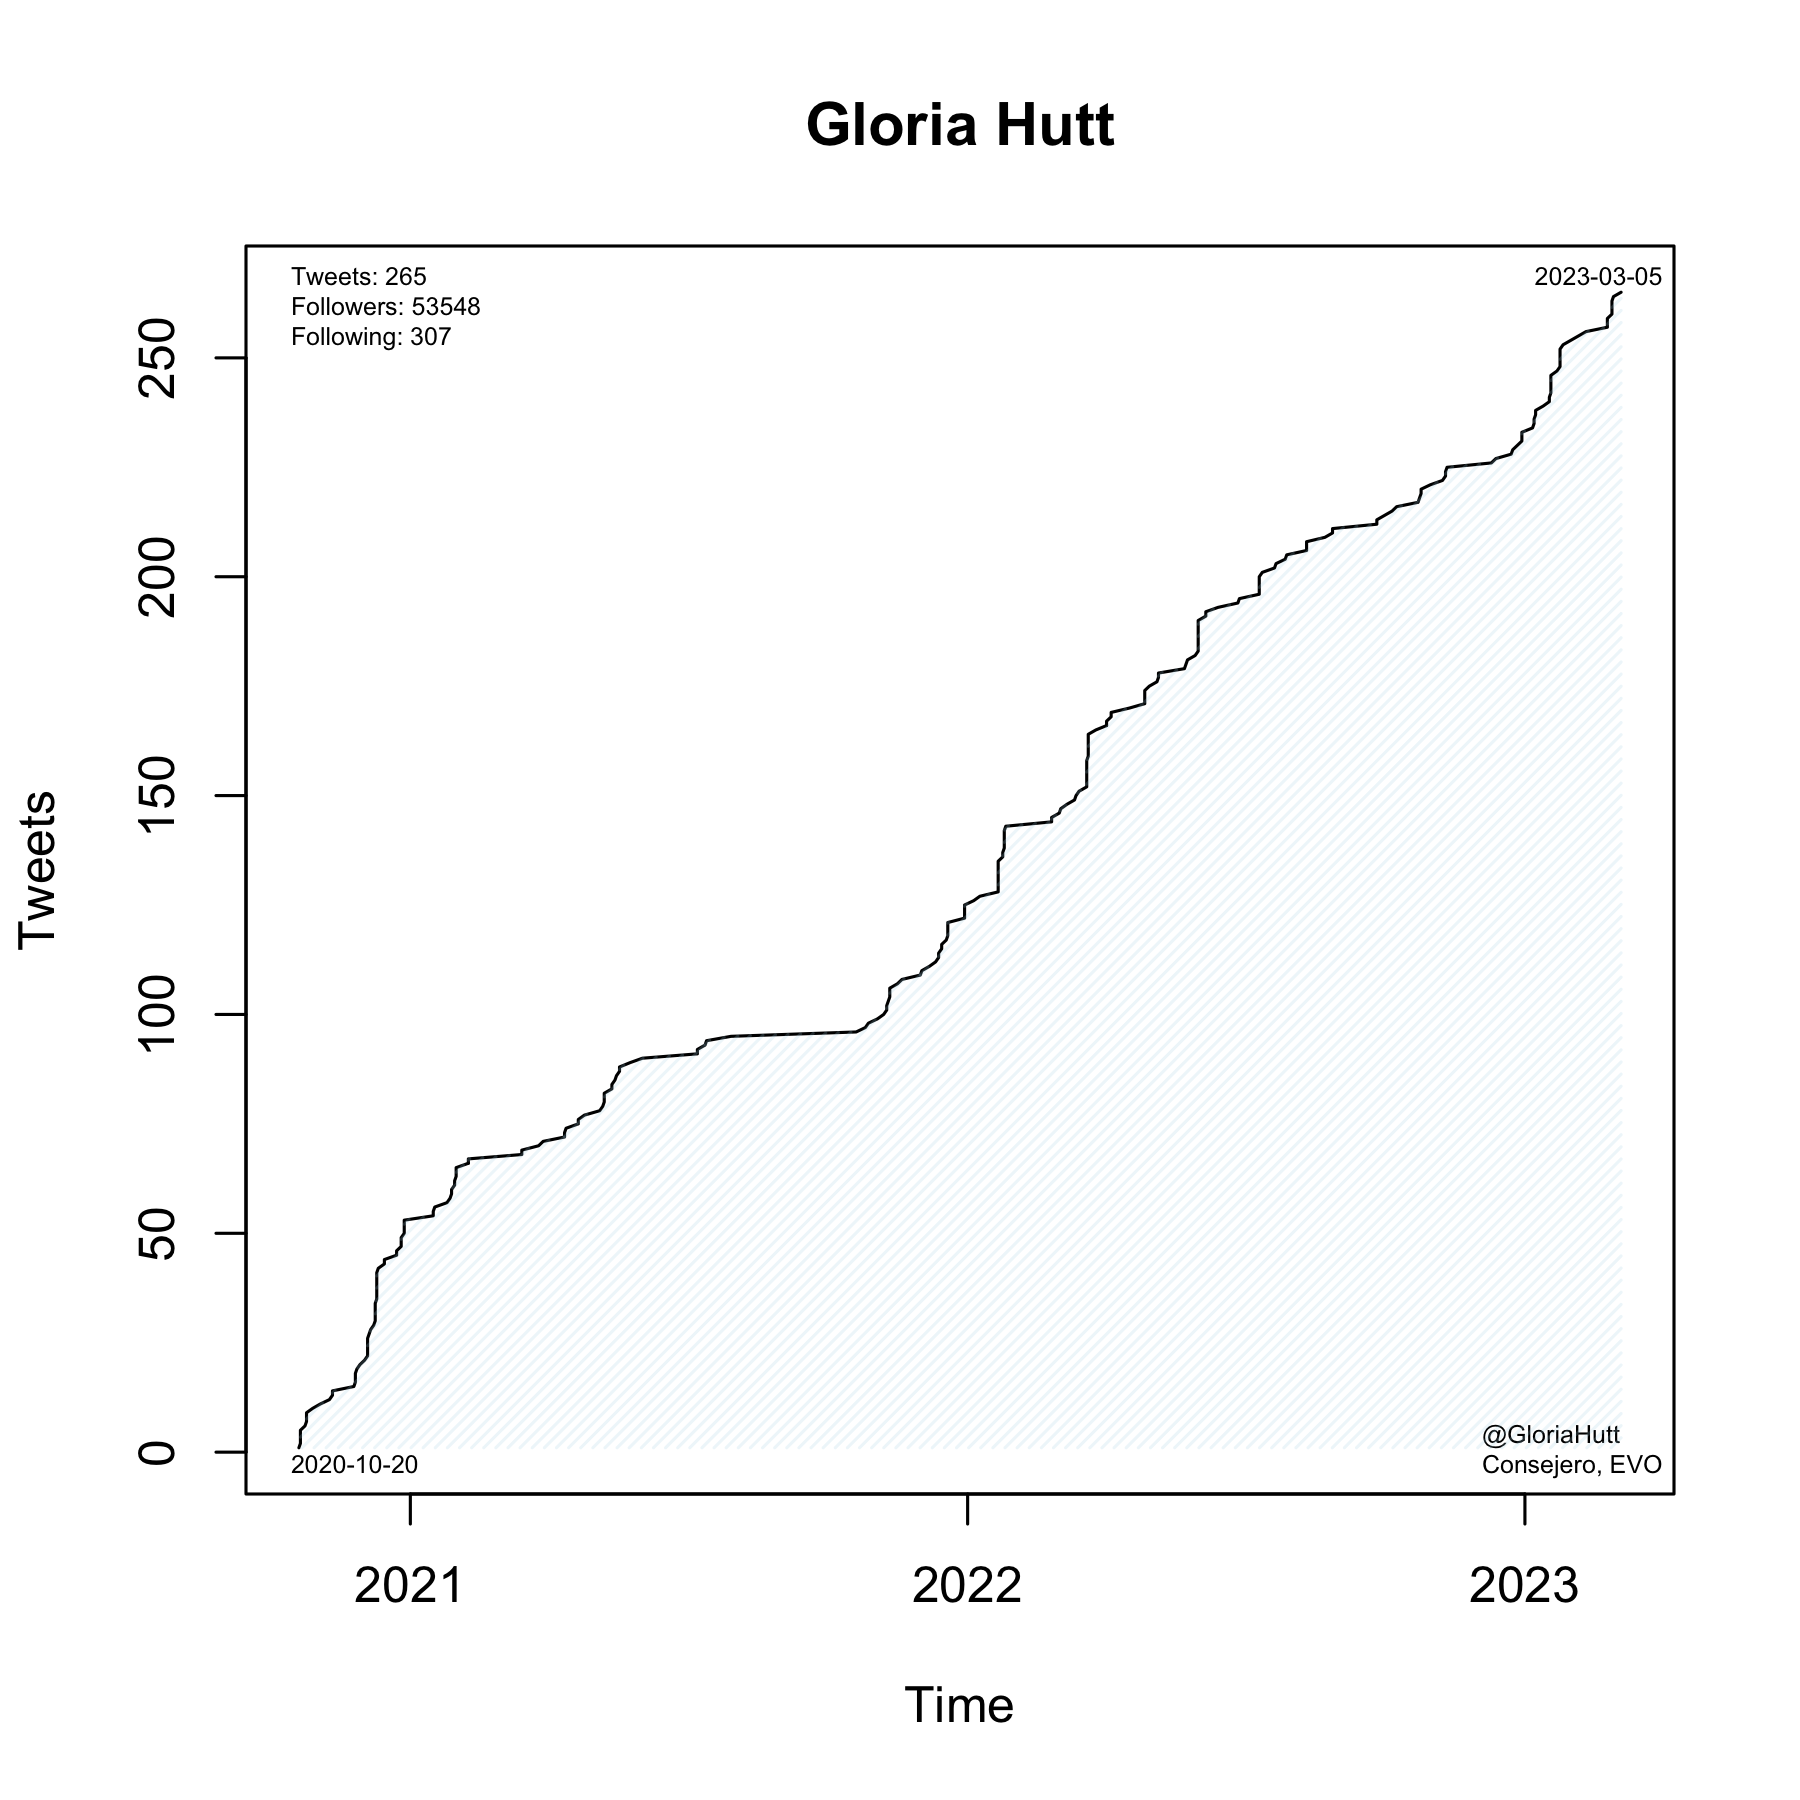 Gloria Hutt
Tweets: 265
Followers: 53548
Following: 307
2023-03-05
250
200
150
100
50
0
Tweets
2020-10-20
@GloriaHutt
Consejero, EVO
2021
2022
2023
Time